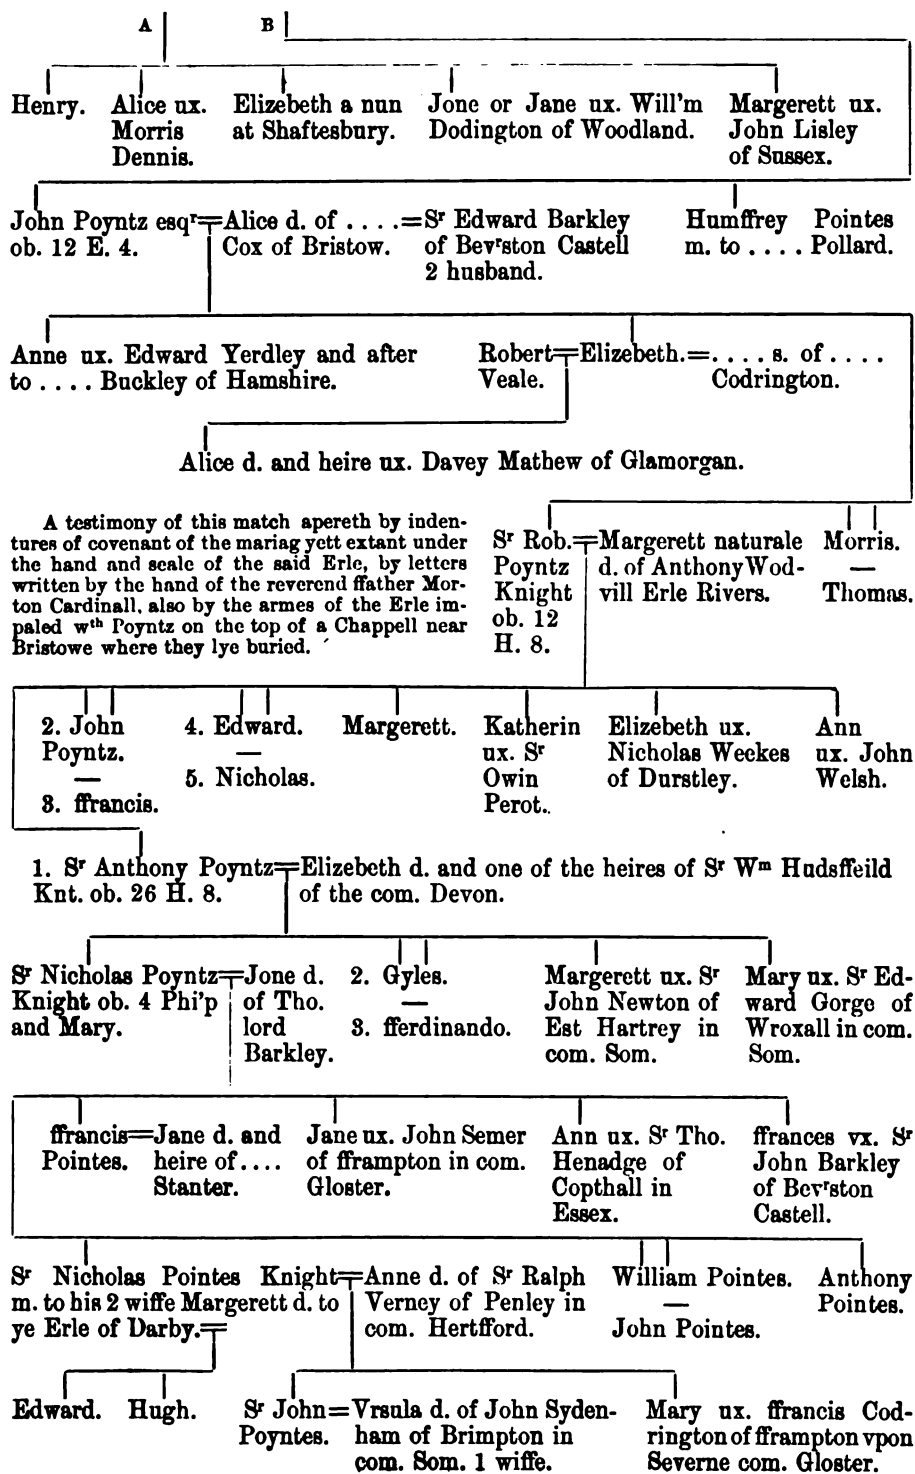 A B
Henry. Alice ux. Morris Dennis. Elizebeth a nun at Shaftesbury. Jone or Jane ux. Will'm Dodington of Woodland. Margerett ux. John Lisley of Sussex.
John Poyntz esqr=Alice d. of . . . .=Sr Edward Barkley Humffrey Pointes
ob. 12 E. 4. Cox of Bristow. of Bevrston Castell m. to . . . . Pollard.
2 husband.
Anne ux. Edward Yerdley and after Robert=Elizebeth.=. . . . s. of . . . .
to . . . . Buckley of Hamshire. Veale. Codrington.
Alice d. and heire ux. Davey Mathew of Glamorgan.
A testimony of this match apereth by inden-
tures of covenant of the mariag yett extant under
the hand and seale of the said Erle, by letters
written by the hand of the reverend ffather Mor-
ton Cardinall, also by the armes of the Erle im-
paled wth Poyntz on the top of a Chappell near
Bristowe where they lye buried.
Sr Rob.=Margerett naturale Morris.
Poyntz d. of Anthony Wod- —
Knight vill Erle Rivers. Thomas.
ob. 12
H. 8.
2. John 4. Edward. Margerett. Katherin Elizebeth ux. Ann
Poyntz. — ux. Sr Nicholas Weekes ux. John
— 5. Nicholas. Owin of Durstley. Welsh.
3. ffrancis. Perot.
1. Sr Anthony Poyntz=Elizebeth d. and one of the heires of Sr Wm Hudsffeild
Knt. ob. 26 H. 8. of the com. Devon.
Sr Nicholas Poyntz=Jone d. 2. Gyles. Margerett ux. Sr Mary ux. Sr Ed-
Knight ob. 4 Phi'p of Tho. — John Newton of ward Gorge of
and Mary. lord 3. fferdinando. Est Hartrey in Wroxall in com.
Barkley. com. Som. Som.
ffrancis=Jane d. and Jane ux. John Semer Ann ux. Sr Tho. ffrances vx. Sr
Pointes. heire of . . . . of fframpton in com. Henadge of John Barkley
Stanter. Gloster. Copthall in of Bevrston
Essex. Castell.
Sr Nicholas Pointes Knight=Anne d. of Sr Ralph William Pointes. Anthony
m. to his 2 wiffe Margerett d. to Verney of Penley in — Pointes.
ye Erle of Darby.= com. Hertfford. John Pointes.
Edward. Hugh. Sr John=Vrsula d. of John Syden- Mary ux. ffrancis Cod-
Poyntes. ham of Brimpton in rington of fframpton vpon
com. Som. 1 wiffe. Severne com. Gloster.